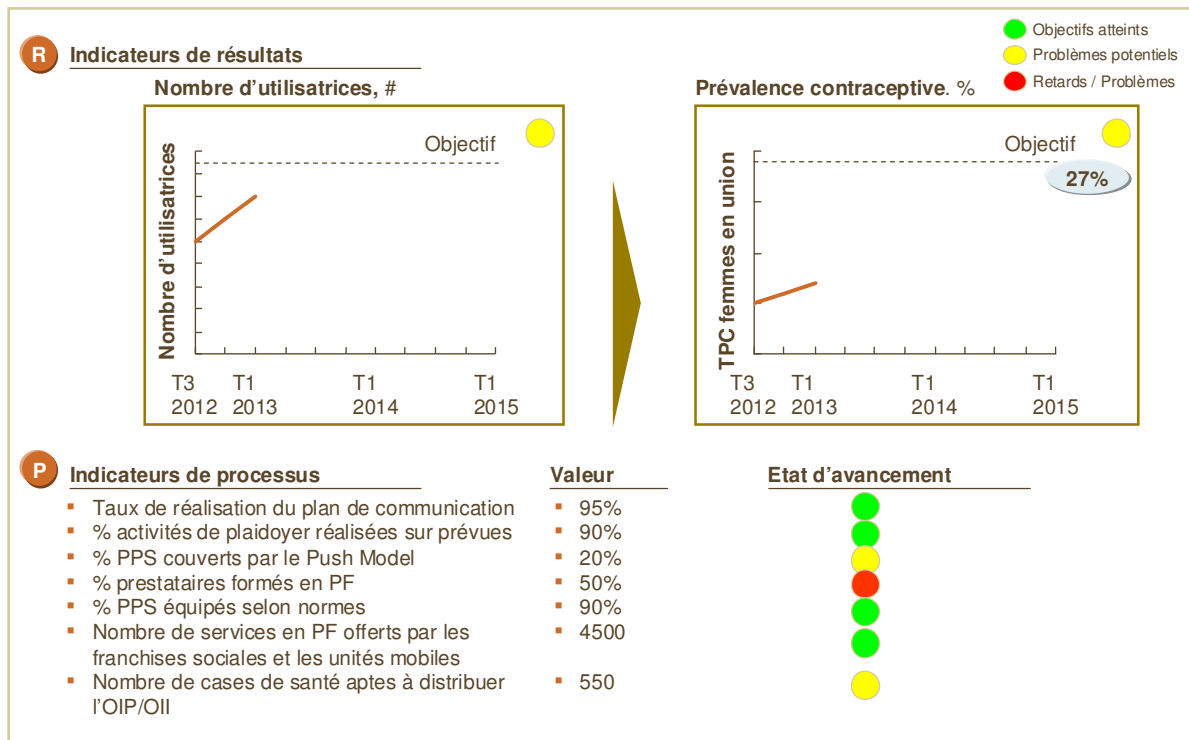 R Indicateurs de résultats
Objectifs atteints
Problèmes potentiels
Retards / Problèmes
Nombre d'utilisatrices, #
Nombre d'utilisatrices
Objectif
T3 T1 T1 T1
2012 2013 2014 2015
Prévalence contraceptive. %
TPC femmes en union
Objectif
27%
T3 T1 T1 T1
2012 2013 2014 2015
P Indicateurs de processus Valeur Etat d'avancement
▪ Taux de réalisation du plan de communication ▪ 95%
▪ % activités de plaidoyer réalisées sur prévues ▪ 90%
▪ % PPS couverts par le Push Model ▪ 20%
▪ % prestataires formés en PF ▪ 50%
▪ % PPS équipés selon normes ▪ 90%
▪ Nombre de services en PF offerts par les ▪ 4500
franchises sociales et les unités mobiles
▪ Nombre de cases de santé aptes à distribuer ▪ 550
l'OIP/OII